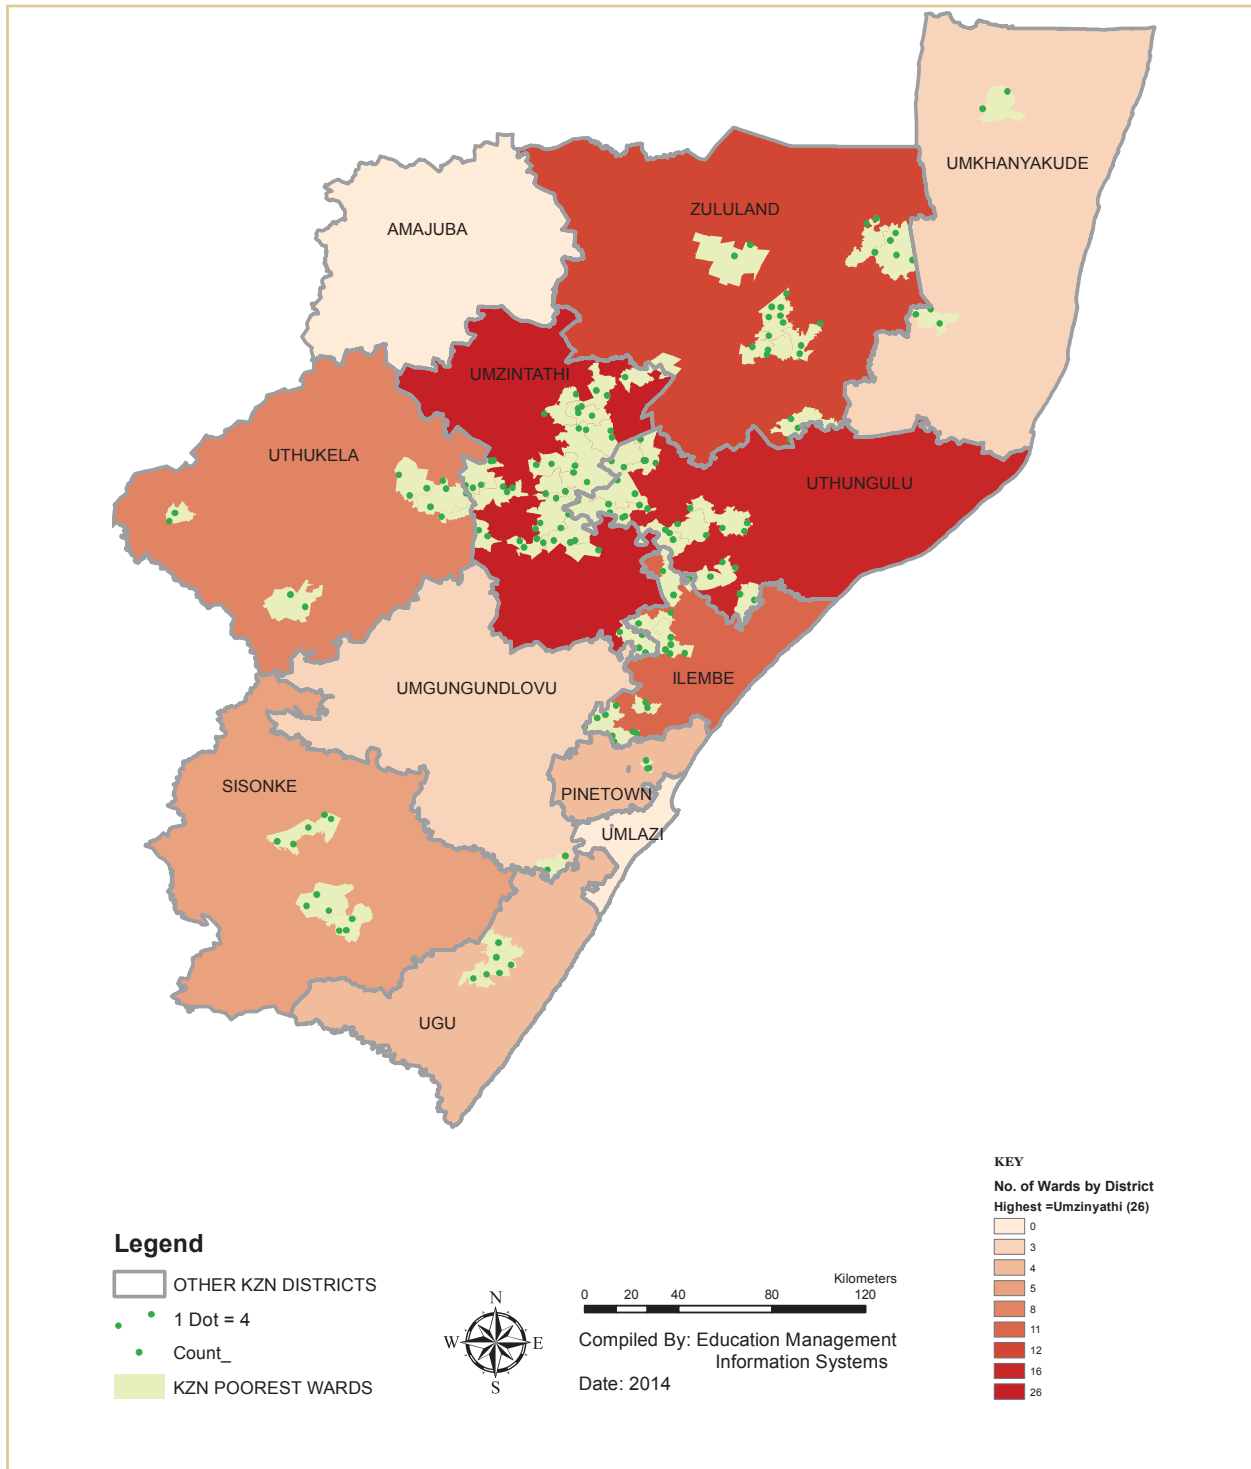 UMKHANYAKUDE
ZULULAND
AMAJUBA
UMZINTATHI
UTHUKELA
UTHUNGULU
ILEMBE
UMGUNGUNDLOVU
SISONKE
PINETOWN
UMLAZI
UGU
KEY
No. of Wards by District
Highest =Umzinyathi (26)
0
3
4
5
8
11
12
16
26
Legend
OTHER KZN DISTRICTS
1 Dot = 4
Count_
KZN POOREST WARDS
N
W E
S
Kilometers
0 20 40 80 120
Compiled By: Education Management
Information Systems
Date: 2014